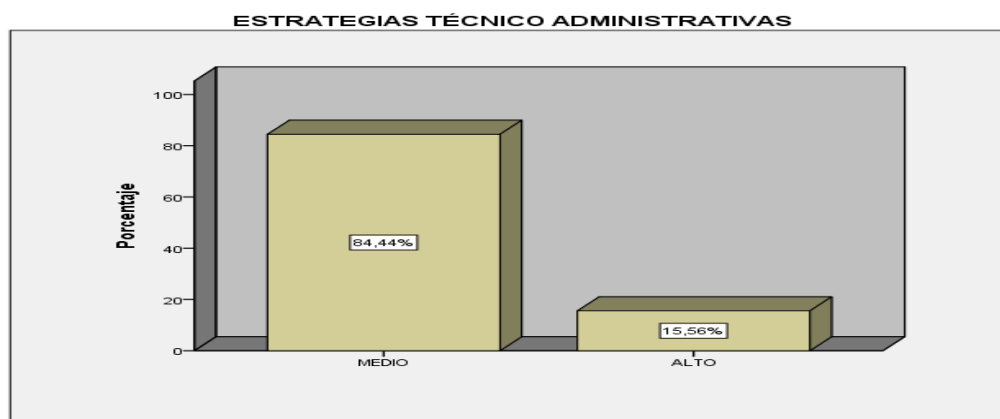 ESTRATEGIAS TÉCNICO ADMINISTRATIVAS
Porcentaje
100
80
60
40
20
0
84,44%
15,56%
MEDIO
ALTO